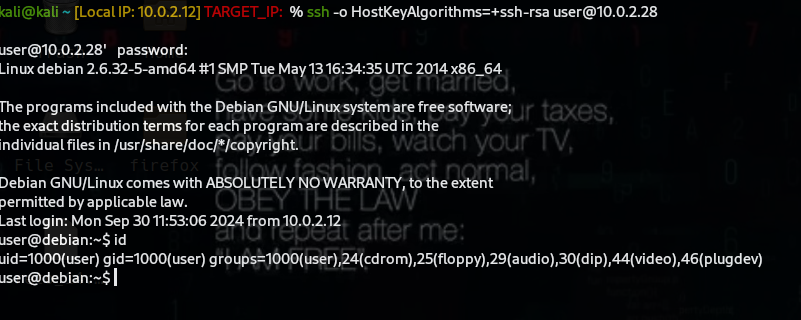 kali@kali ~ [Local IP: 10.0.2.12] TARGET_IP: % ssh -o HostKeyAlgorithms=+ssh-rsa user@10.0.2.28
user@10.0.2.28' password:
Linux debian 2.6.32-5-amd64 #1 SMP Tue May 13 16:34:35 UTC 2014 x86_64
Go to work, get married,
The programs included with the Debian GNU/Linux system are free software;
have some kids, pay your taxes,
the exact distribution terms for each program are described in the
pay your bills, watch your TV,
individual files in /usr/share/doc/*/copyright.
File Sys... firefox
follow fashion, act normal,
Debian GNU/Linux comes with ABSOLUTELY NO WARRANTY, to the extent
OBEY THE LAW
permitted by applicable law.
Last login: Mon Sep 30 11:53:06 2024 from 10.0.2.12
and repeat after me:
user@debian:~$ id
I AM FREE!
uid=1000(user) gid=1000(user) groups=1000(user),24(cdrom),25(floppy),29(audio),30(dip),44(video),46(plugdev)
user@debian:~$